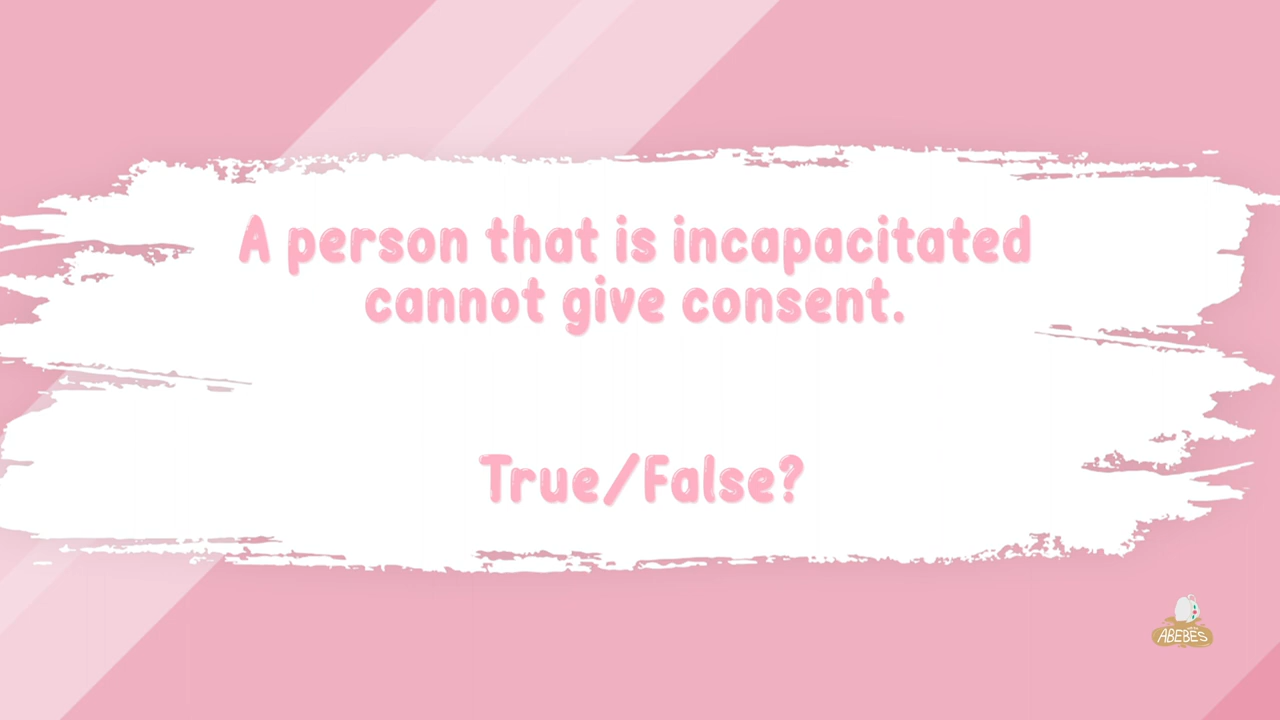 A person that is incapacitated
cannot give consent.
True/False?
ABEBES